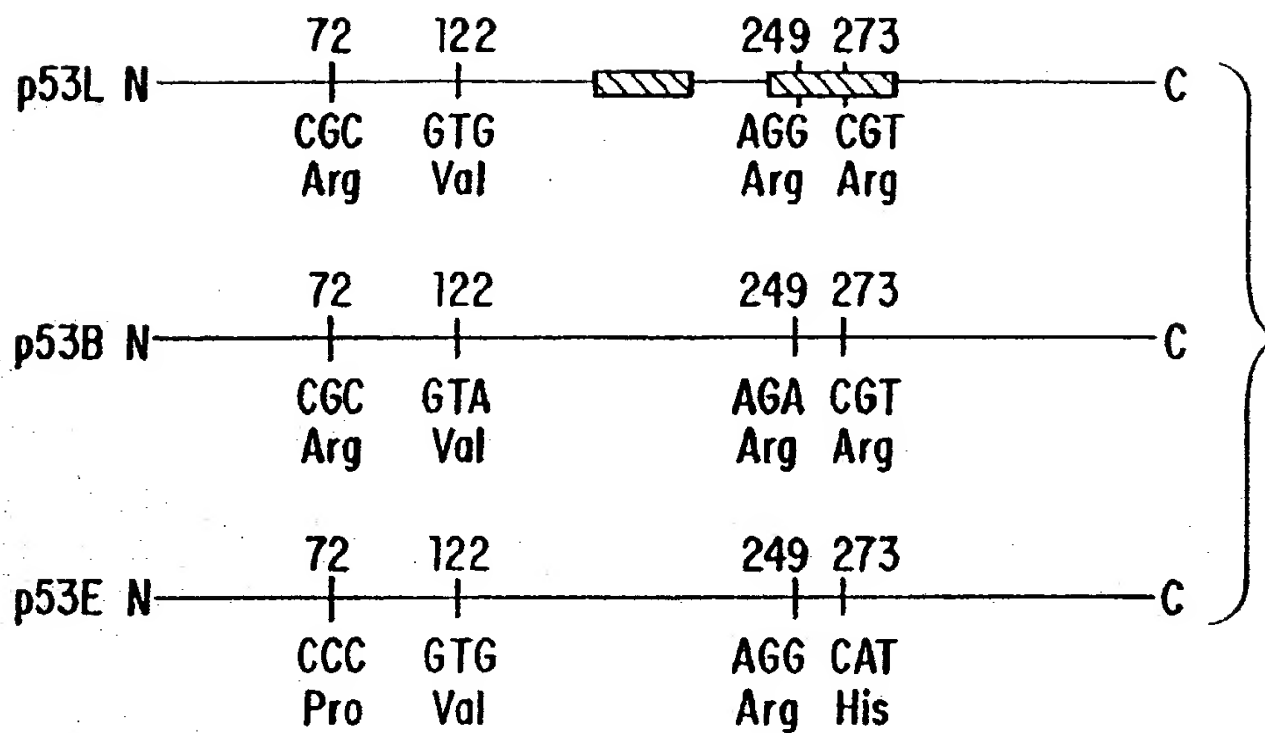 72 122 249 273
p53L N C
CGC GTG AGG CGT
Arg Val Arg Arg
72 122 249 273
p53B N C
CGC GTA AGA CGT
Arg Val Arg Arg
72 122 249 273
p53E N C
CCC GTG AGG CAT
Pro Val Arg His